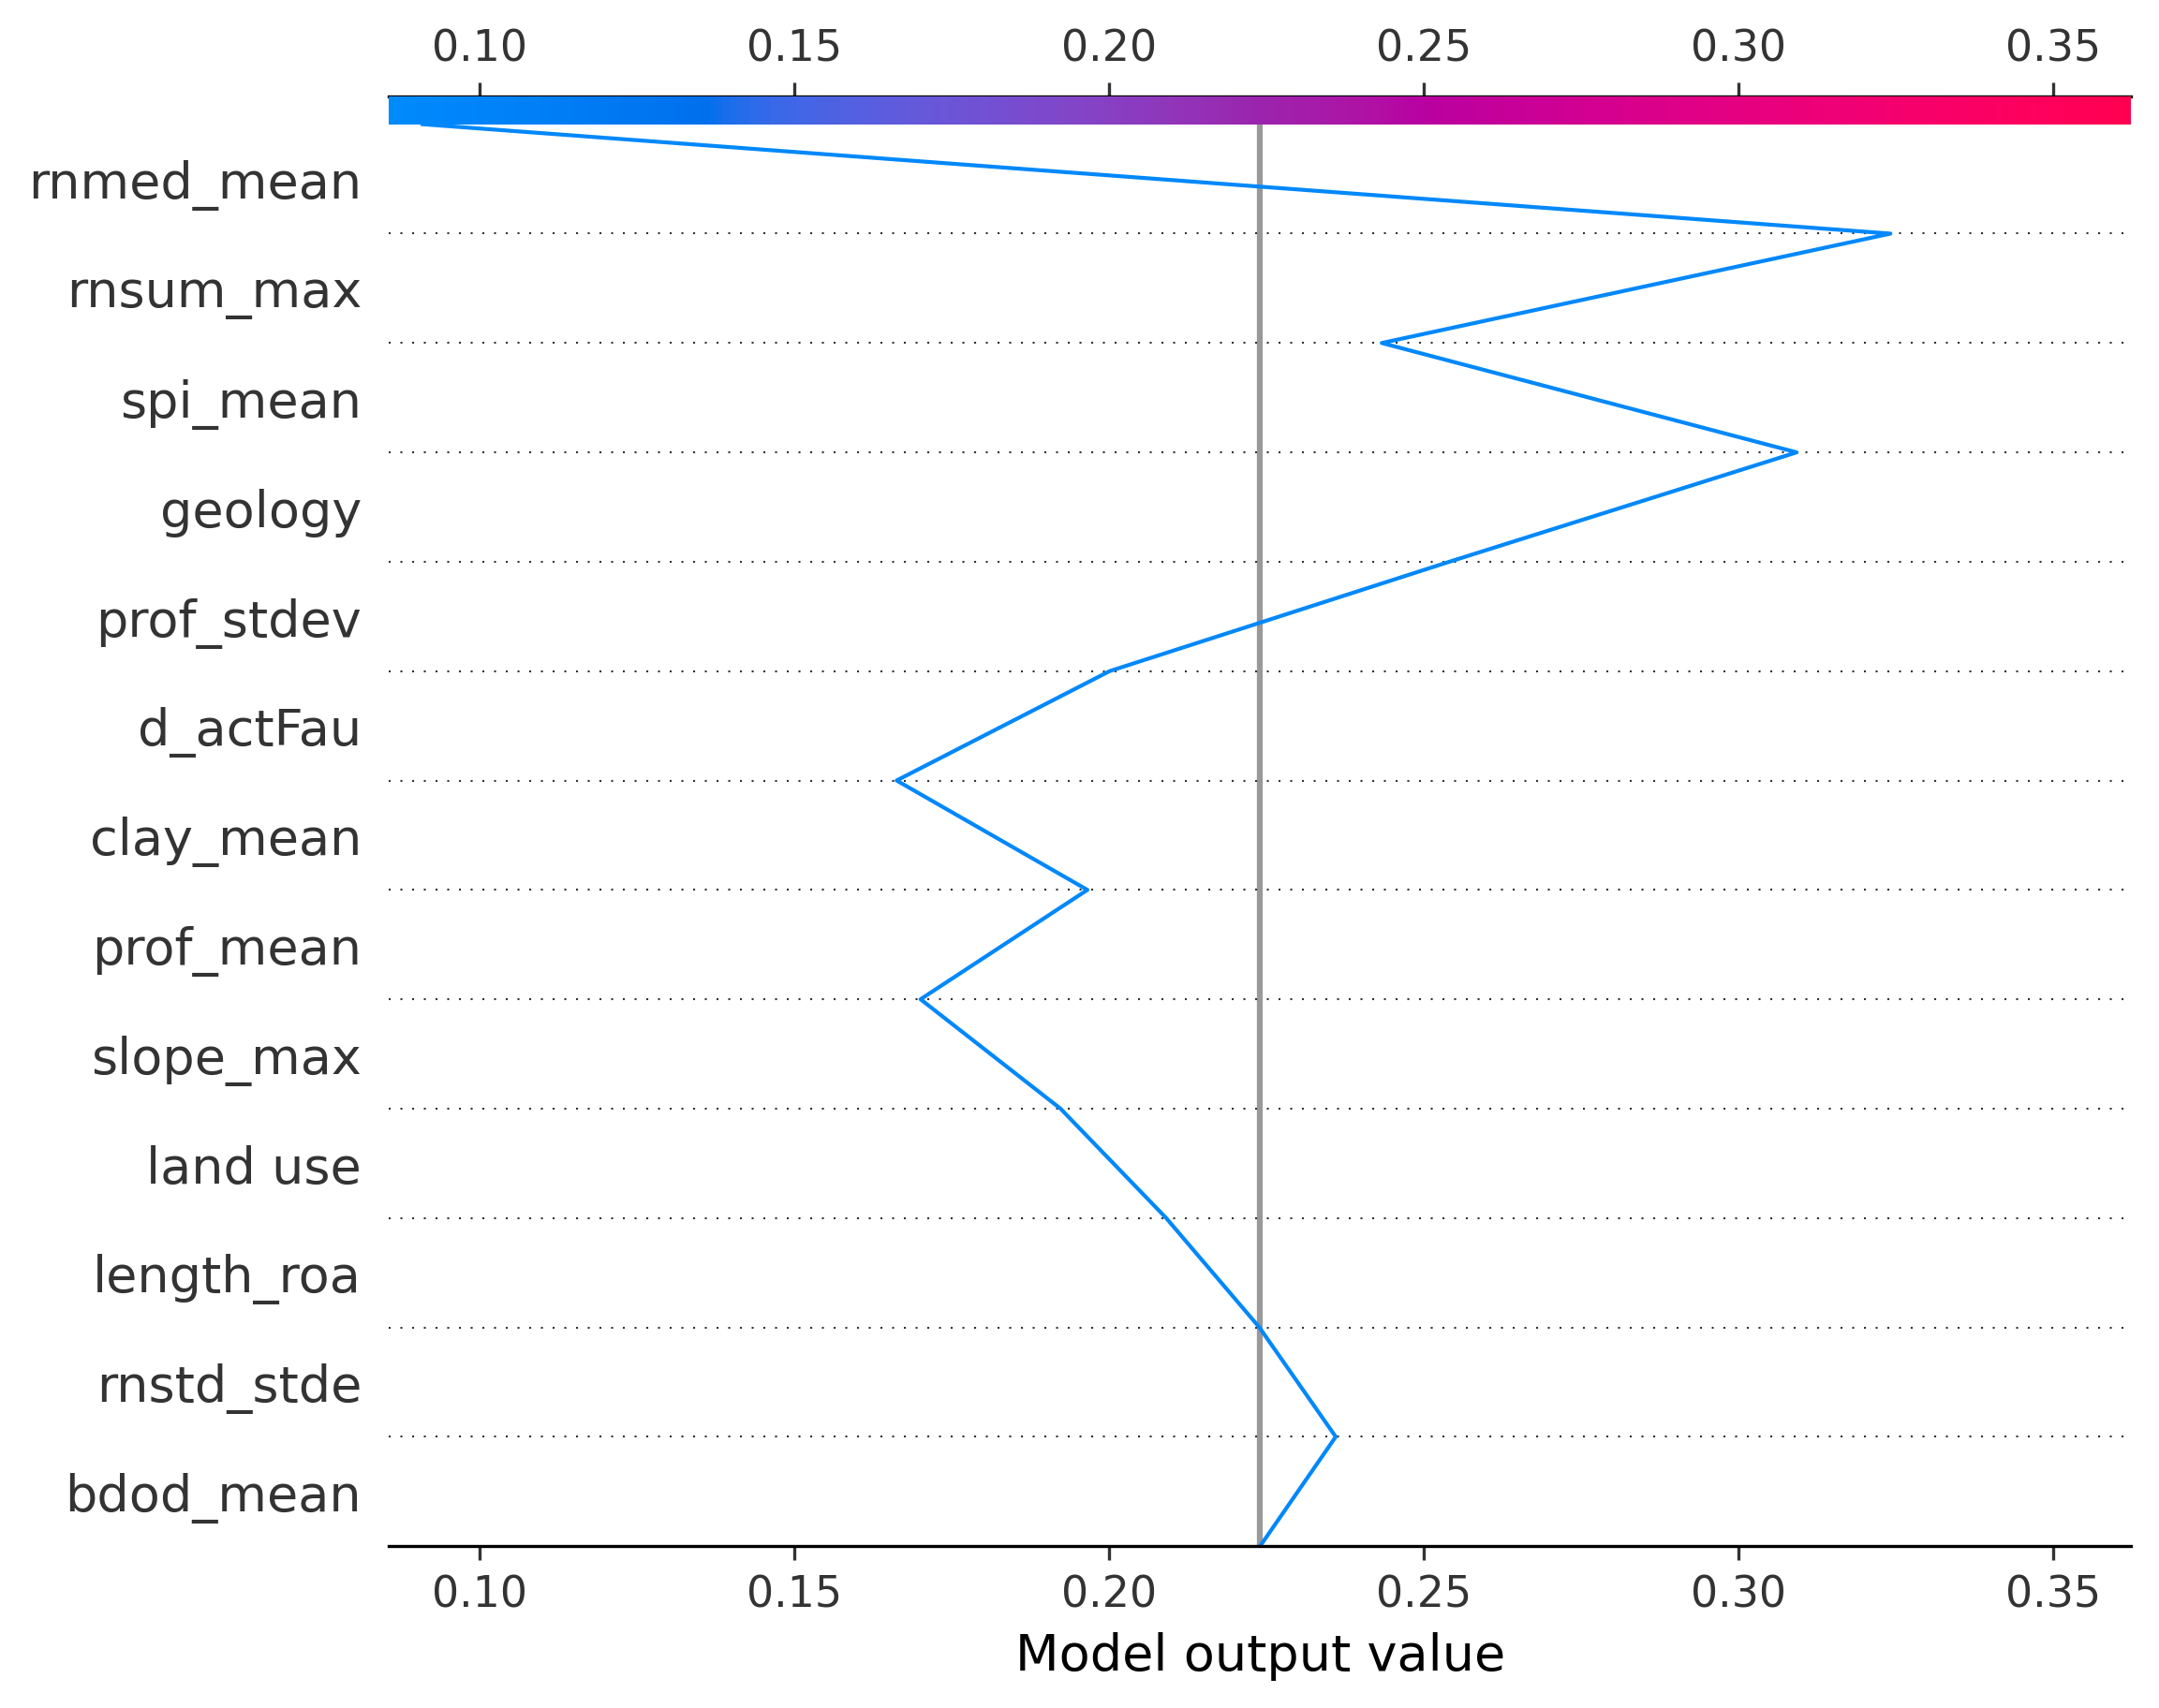 0.10 0.15 0.20 0.25 0.30 0.35
rnmed_mean
rnsum_max
spi_mean
geology
prof_stdev
d_actFau
clay_mean
prof_mean
slope_max
land use
length_roa
rnstd_stde
bdod_mean
0.10 0.15 0.20 0.25 0.30 0.35
Model output value